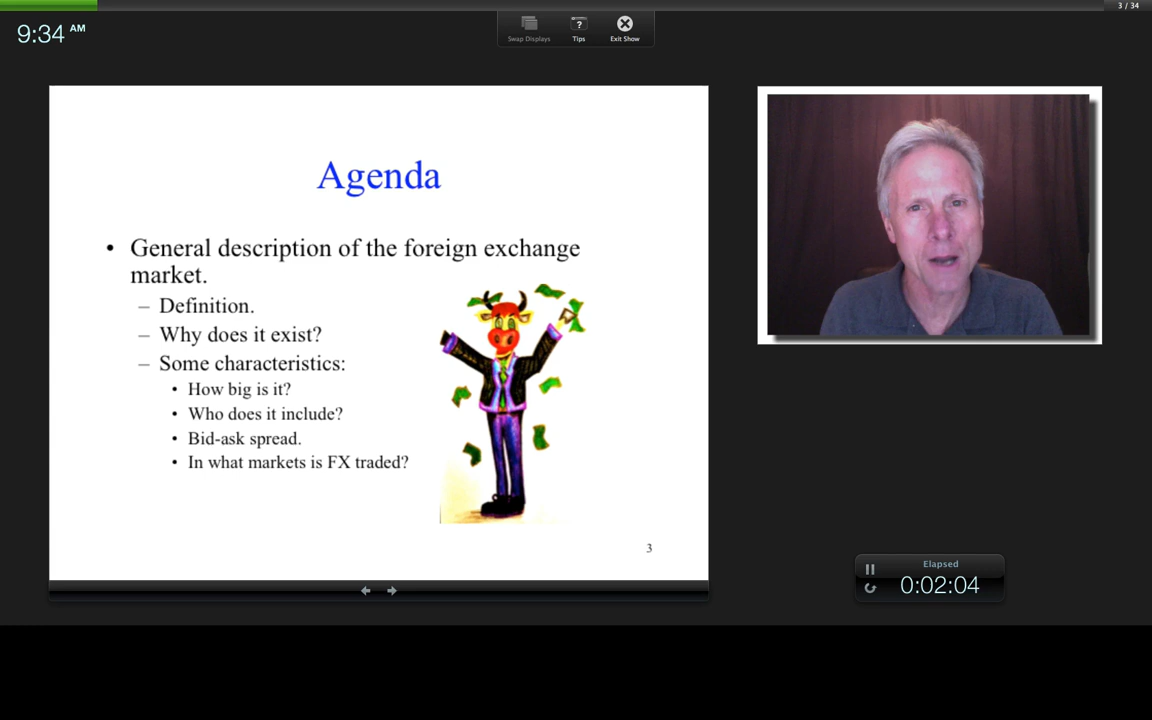 3 / 34
9:34 AM
Swap Displays
Tips
Exit Show
Agenda
• General description of the foreign exchange
market.
– Definition.
– Why does it exist?
– Some characteristics:
• How big is it?
• Who does it include?
• Bid-ask spread.
• In what markets is FX traded?
3
Elapsed
0:02:04